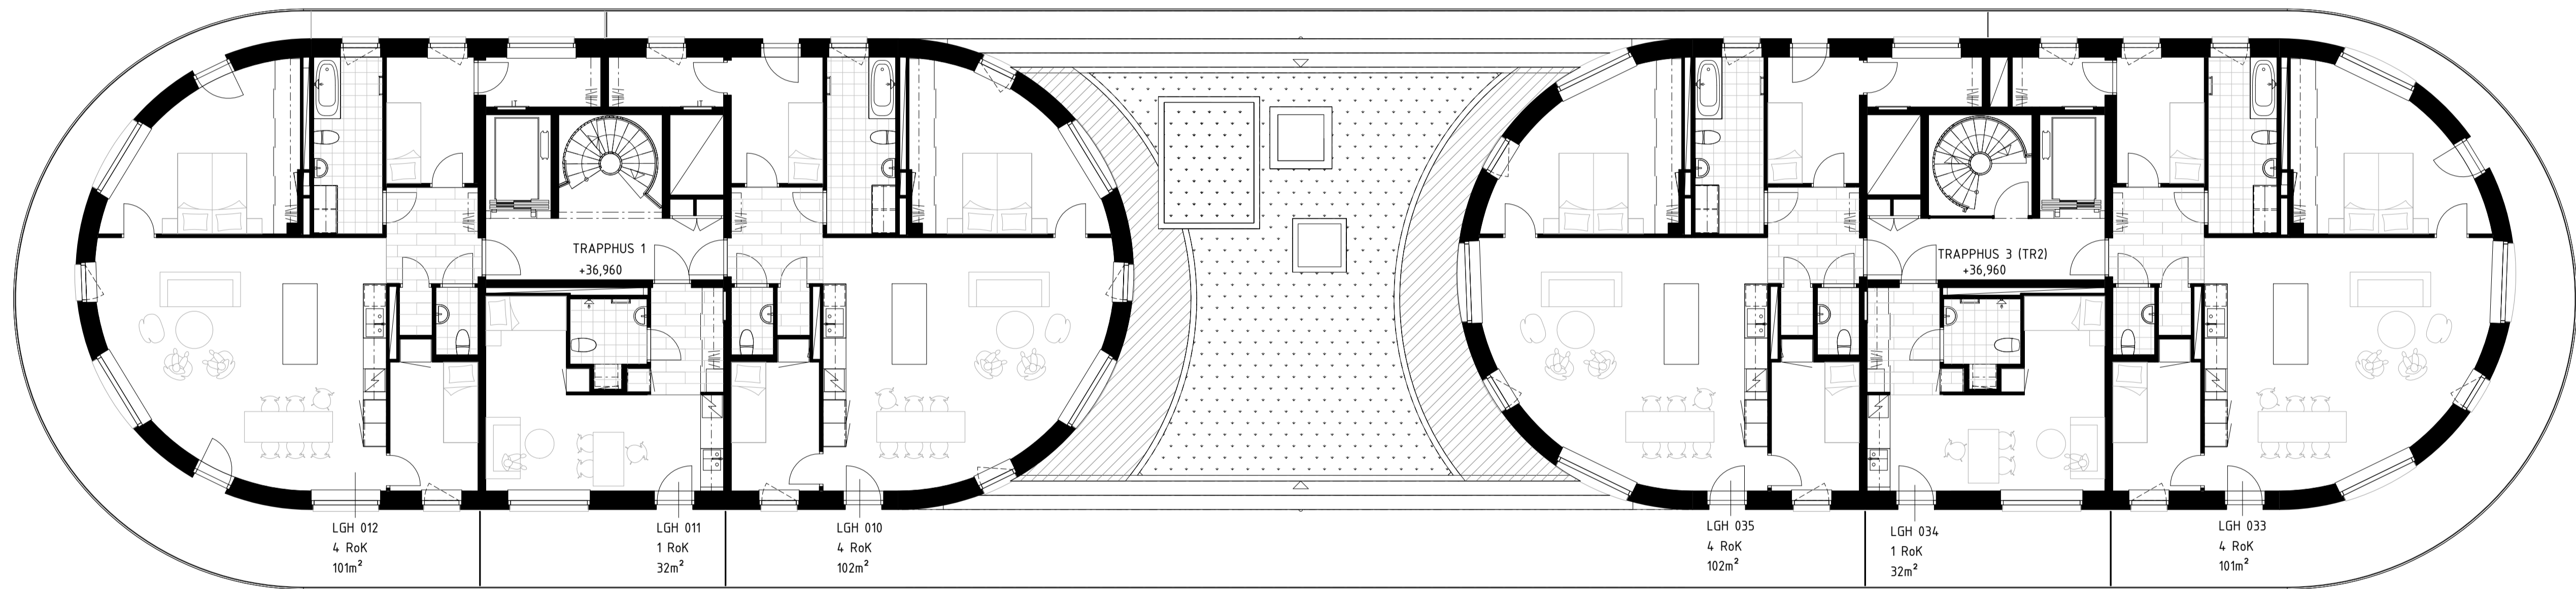 TRAPPHUS 1
+36,960
TRAPPHUS 3 (TR2)
+36,960
LGH 012
4 RoK
101m²
LGH 011
1 RoK
32m²
LGH 010
4 RoK
102m²
LGH 035
4 RoK
102m²
LGH 034
1 RoK
32m²
LGH 033
4 RoK
101m²